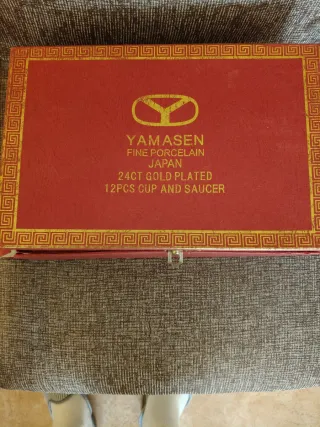 YAMASEN
FINE PORCELAIN
JAPAN
24CT GOLD PLATED
12PCS CUP AND SAUCER